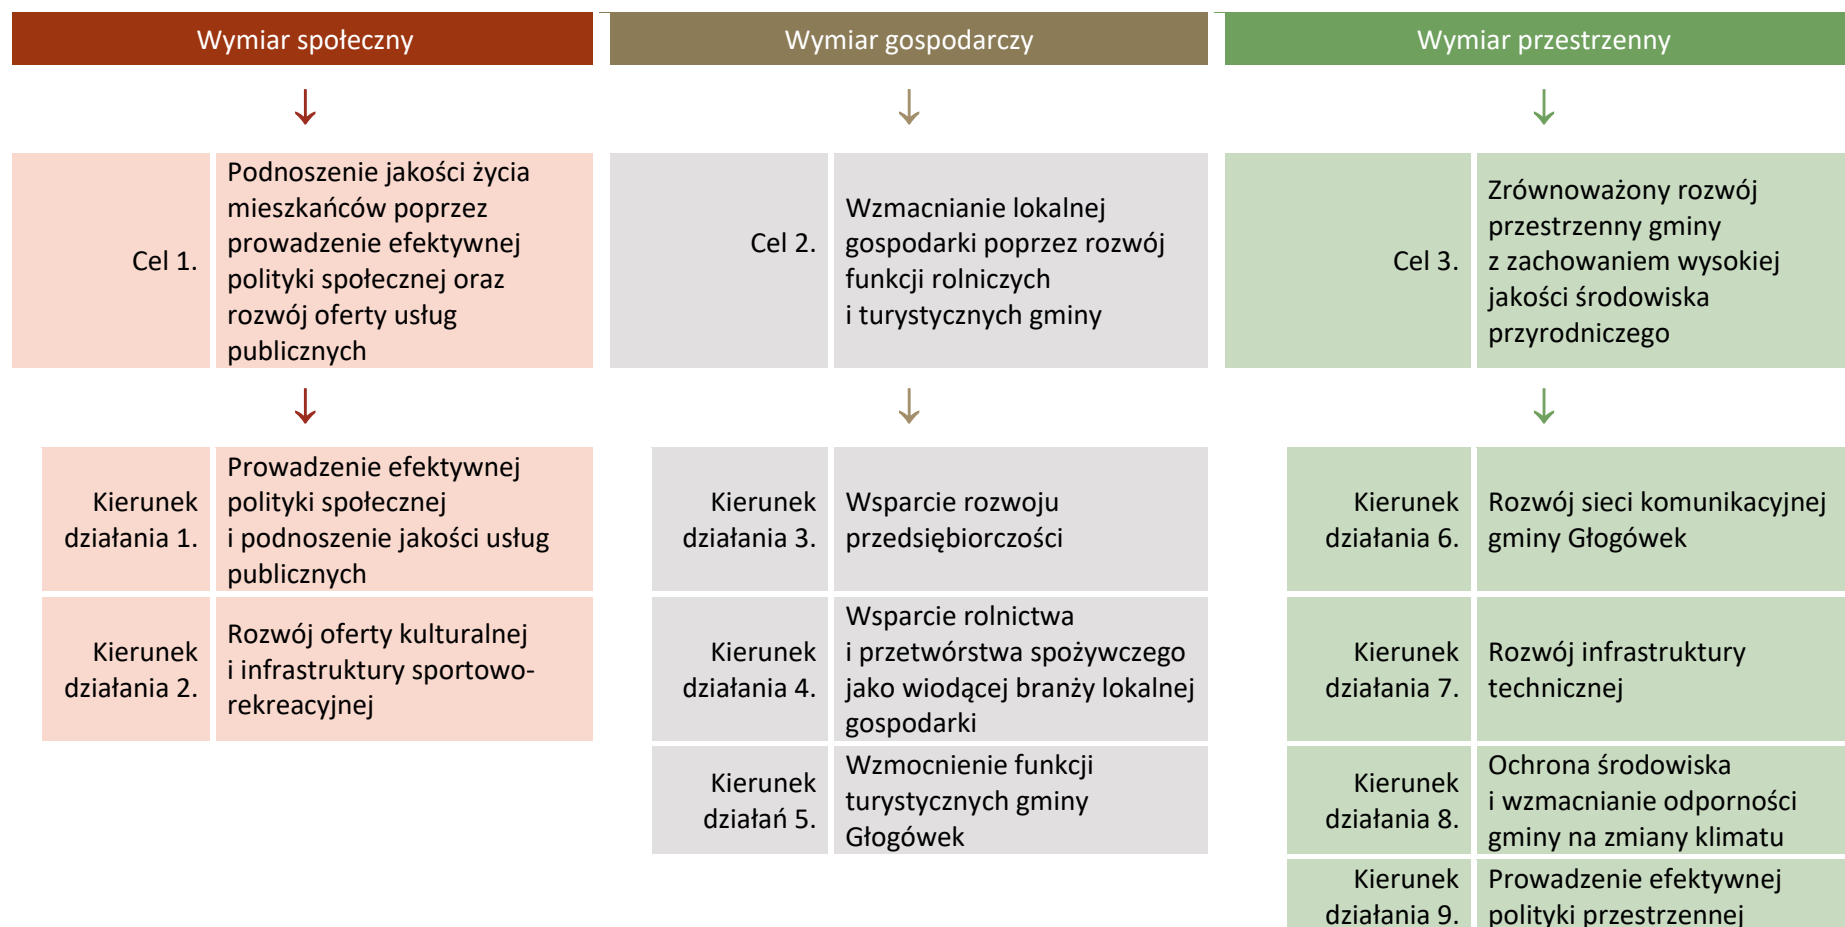 Wymiar społeczny
Wymiar gospodarczy
Wymiar przestrzenny
Cel 1.
Podnoszenie jakości życia
mieszkańców poprzez
prowadzenie efektywnej
polityki społecznej oraz
rozwój oferty usług
publicznych
Cel 2.
Wzmacnianie lokalnej
gospodarki poprzez rozwój
funkcji rolniczych
i turystycznych gminy
Cel 3.
Zrównoważony rozwój
przestrzenny gminy
z zachowaniem wysokiej
jakości środowiska
przyrodniczego
Kierunek
działania 1.
Prowadzenie efektywnej
polityki społecznej
i podnoszenie jakości usług
publicznych
Kierunek
działania 3.
Wsparcie rozwoju
przedsiębiorczości
Kierunek
działania 6.
Rozwój sieci komunikacyjnej
gminy Głogówek
Kierunek
działania 2.
Rozwój oferty kulturalnej
i infrastruktury sportowo-
rekreacyjnej
Kierunek
działania 4.
Wsparcie rolnictwa
i przetwórstwa spożywczego
jako wiodącej branży lokalnej
gospodarki
Kierunek
działania 7.
Rozwój infrastruktury
technicznej
Kierunek
działań 5.
Wzmocnienie funkcji
turystycznych gminy
Głogówek
Kierunek
działania 8.
Ochrona środowiska
i wzmacnianie odporności
gminy na zmiany klimatu
Kierunek
działania 9.
Prowadzenie efektywnej
polityki przestrzennej